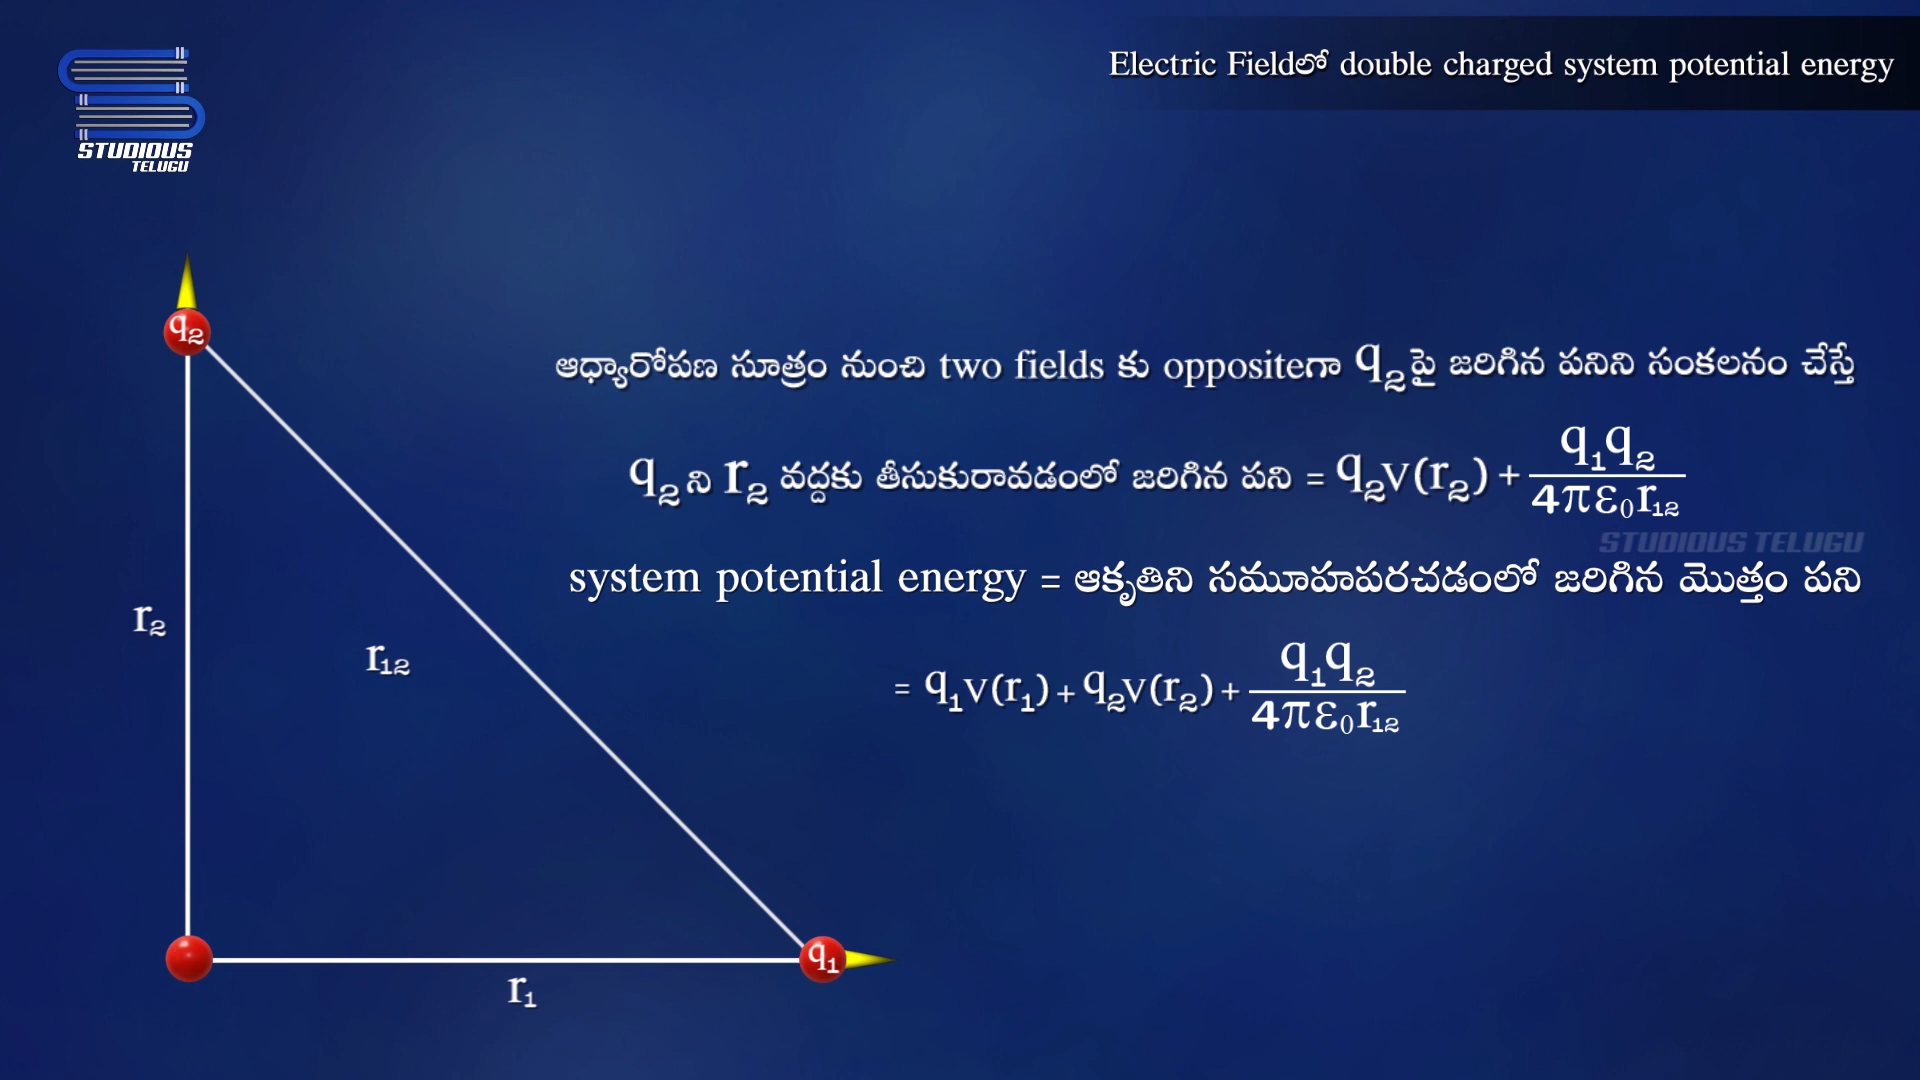 STUDIOUS
TELUGU
Electric Fieldలో double charged system potential energy
ఆధ్యారోపణ సూత్రం నుంచి two fields కు oppositeగా q₂పై జరిగిన పనిని సంకలనం చేస్తే
q₂ని r₂ వద్దకు తీసుకురావడంలో జరిగిన పని = q₂V(r₂) + q₁q₂ / 4πε₀r₁₂
STUDIOUS TELUGU
system potential energy = ఆకృతిని సమూహపరచడంలో జరిగిన మొత్తం పని
= q₁V(r₁) + q₂V(r₂) + q₁q₂ / 4πε₀r₁₂
q₂
r₂
r₁₂
q₁
r₁